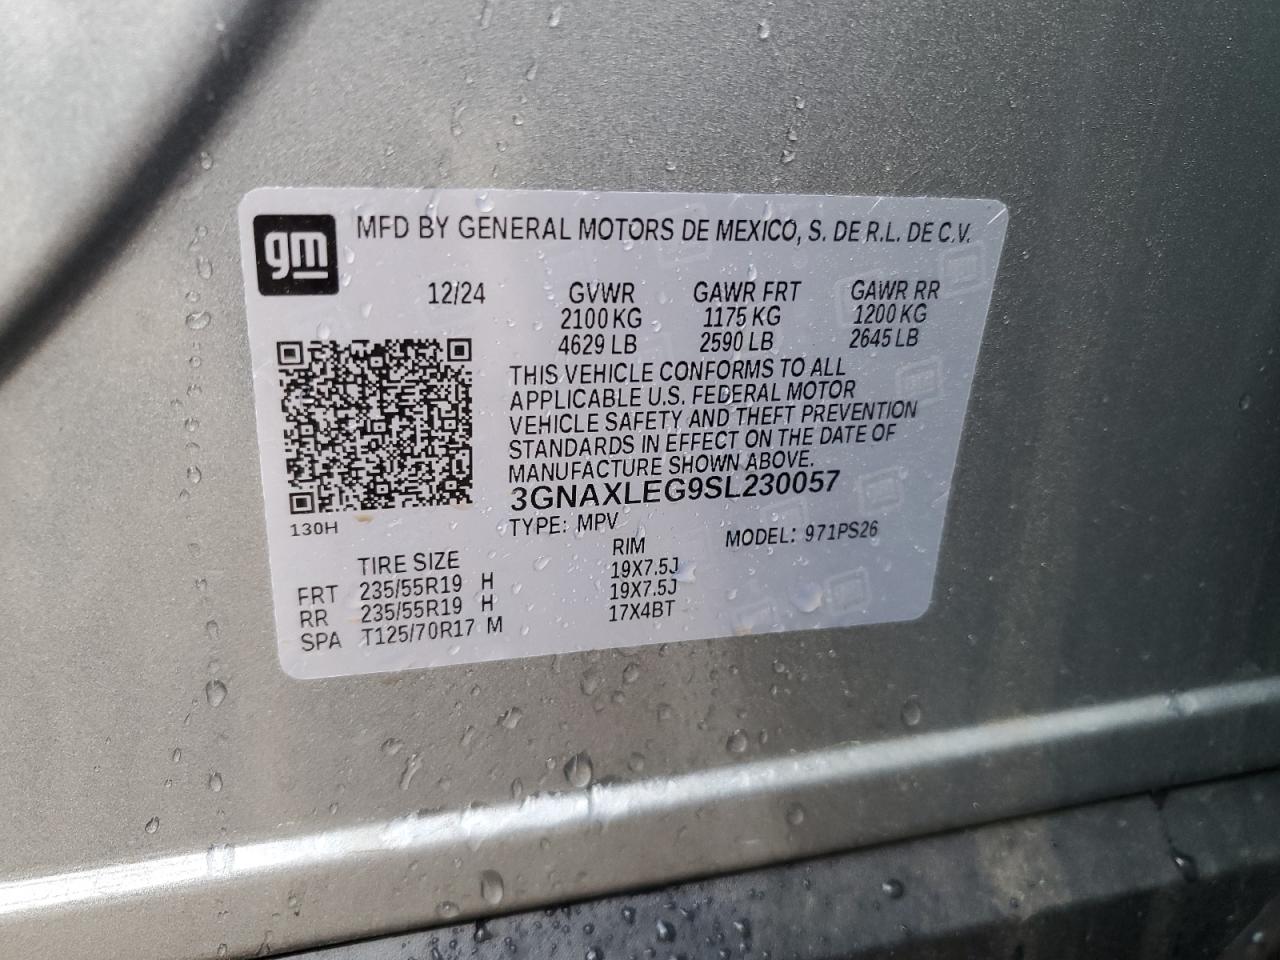 gm
MFD BY GENERAL MOTORS DE MEXICO, S. DE R.L. DE C.V.
12/24 GVWR GAWR FRT GAWR RR
2100 KG 1175 KG 1200 KG
4629 LB 2590 LB 2645 LB
THIS VEHICLE CONFORMS TO ALL
APPLICABLE U.S. FEDERAL MOTOR
VEHICLE SAFETY AND THEFT PREVENTION
STANDARDS IN EFFECT ON THE DATE OF
MANUFACTURE SHOWN ABOVE.
3GNAXLEG9SL230057
130H
TYPE: MPV MODEL: 971PS26
TIRE SIZE RIM
FRT 235/55R19 H 19X7.5J
RR 235/55R19 H 19X7.5J
SPA T125/70R17 M 17X4BT